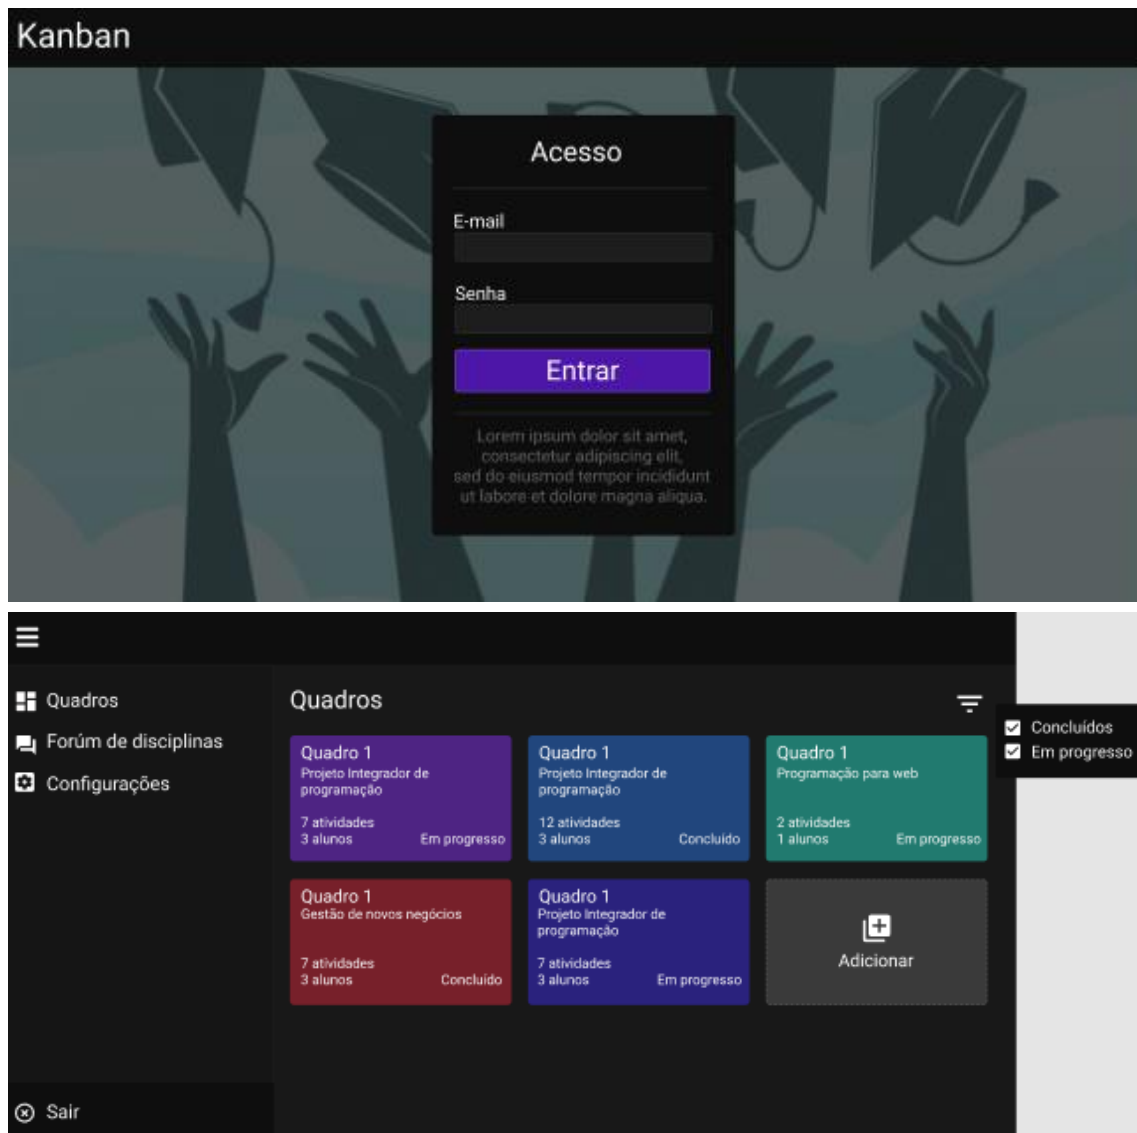 Kanban
Acesso
E-mail
Senha
Entrar
Lorem ipsum dolor sit amet,
consectetur adipiscing elit,
sed do eiusmod tempor incididunt
ut labore et dolore magna aliqua.
Quadros
Forúm de disciplinas
Configurações
Sair
Quadros
Concluídos
Em progresso
Quadro 1
Projeto Integrador de
programação
7 atividades
3 alunos
Em progresso
Quadro 1
Projeto Integrador de
programação
12 atividades
3 alunos
Concluído
Quadro 1
Programação para web
2 atividades
1 alunos
Em progresso
Quadro 1
Gestão de novos negócios
7 atividades
3 alunos
Concluído
Quadro 1
Projeto Integrador de
programação
7 atividades
3 alunos
Em progresso
Adicionar